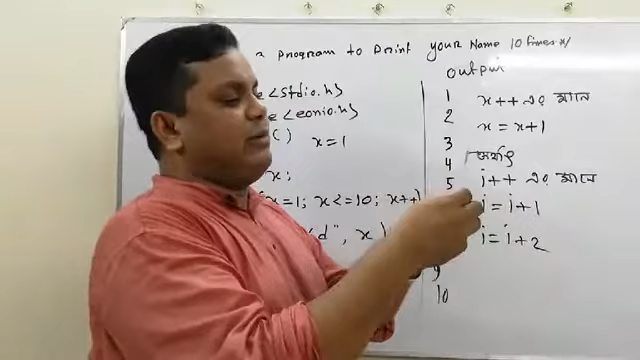 a program to print your Name 10 times */
<stdio.h>
<conio.h>
( ) x=1
x;
x=1; x<=10; x++
d", x)
output
1
2
3
4
5
9
10
x++ এর মানে
x = x+1
অর্থাৎ
i++ এর মানে
i = i+1
i = i+2